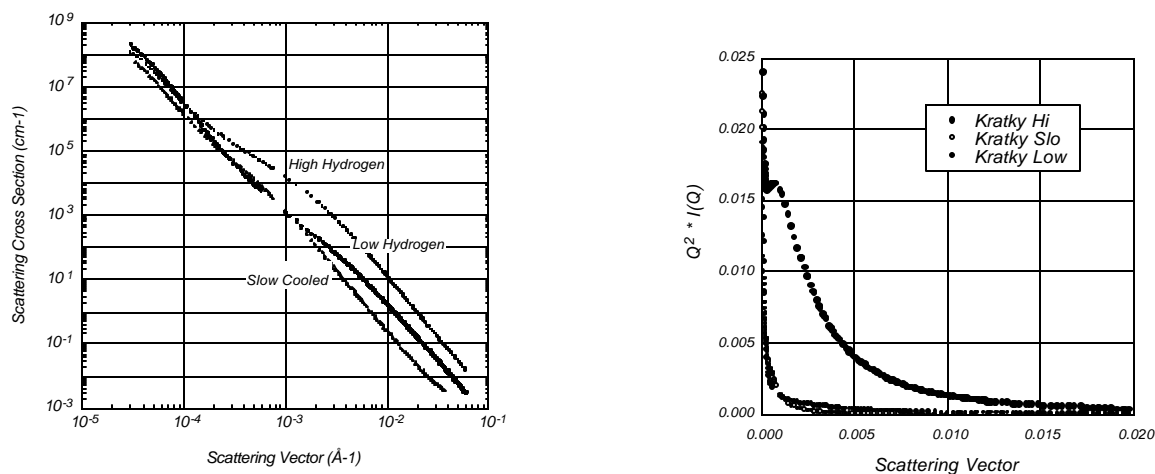 10^9
10^7
10^5
10^3
10^1
10^-1
10^-3
Scattering Cross Section (cm-1)
High Hydrogen
Low Hydrogen
Slow Cooled
10^-5
10^-4
10^-3
10^-2
10^-1
Scattering Vector (Å-1)
0.025
0.020
0.015
0.010
0.005
0.000
Q² * I(Q)
Kratky Hi
Kratky Slo
Kratky Low
0.000
0.005
0.010
0.015
0.020
Scattering Vector